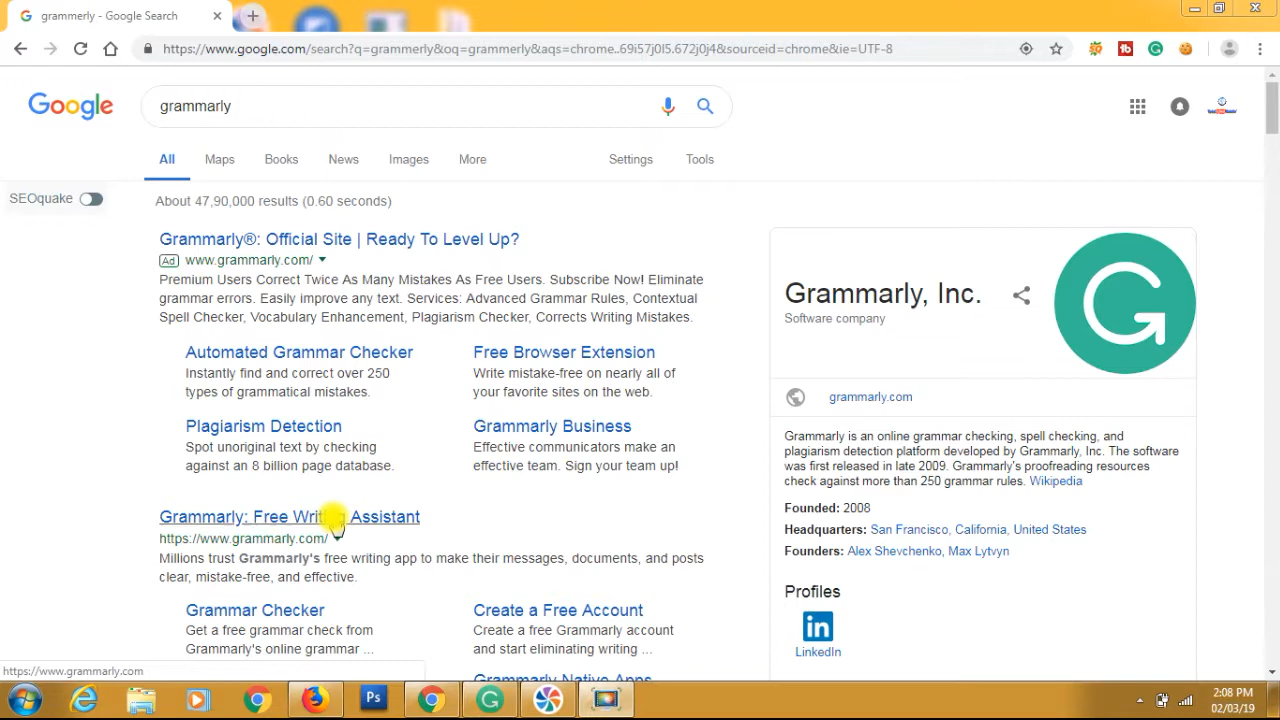 grammerly - Google Search
https://www.google.com/search?q=grammerly&oq=grammerly&aqs=chrome..69i57j0l5.672j0j4&sourceid=chrome&ie=UTF-8
Google
grammarly
All Maps Books News Images More Settings Tools
SEOquake
About 47,90,000 results (0.60 seconds)
Grammarly®: Official Site | Ready To Level Up?
Ad www.grammarly.com/
Premium Users Correct Twice As Many Mistakes As Free Users. Subscribe Now! Eliminate
grammar errors. Easily improve any text. Services: Advanced Grammar Rules, Contextual
Spell Checker, Vocabulary Enhancement, Plagiarism Checker, Corrects Writing Mistakes.
Automated Grammar Checker
Instantly find and correct over 250
types of grammatical mistakes.
Free Browser Extension
Write mistake-free on nearly all of
your favorite sites on the web.
Plagiarism Detection
Spot unoriginal text by checking
against an 8 billion page database.
Grammarly Business
Effective communicators make an
effective team. Sign your team up!
Grammarly: Free Writing Assistant
https://www.grammarly.com/
Millions trust Grammarly's free writing app to make their messages, documents, and posts
clear, mistake-free, and effective.
Grammar Checker
Get a free grammar check from
Grammarly's online grammar ...
Create a Free Account
Create a free Grammarly account
and start eliminating writing ...
Grammarly Native Apps
Grammarly, Inc.
Software company
grammarly.com
Grammarly is an online grammar checking, spell checking, and
plagiarism detection platform developed by Grammarly, Inc. The software
was first released in late 2009. Grammarly's proofreading resources
check against more than 250 grammar rules. Wikipedia
Founded: 2008
Headquarters: San Francisco, California, United States
Founders: Alex Shevchenko, Max Lytvyn
Profiles
in
LinkedIn
https://www.grammarly.com
Ps
2:08 PM
02/03/19